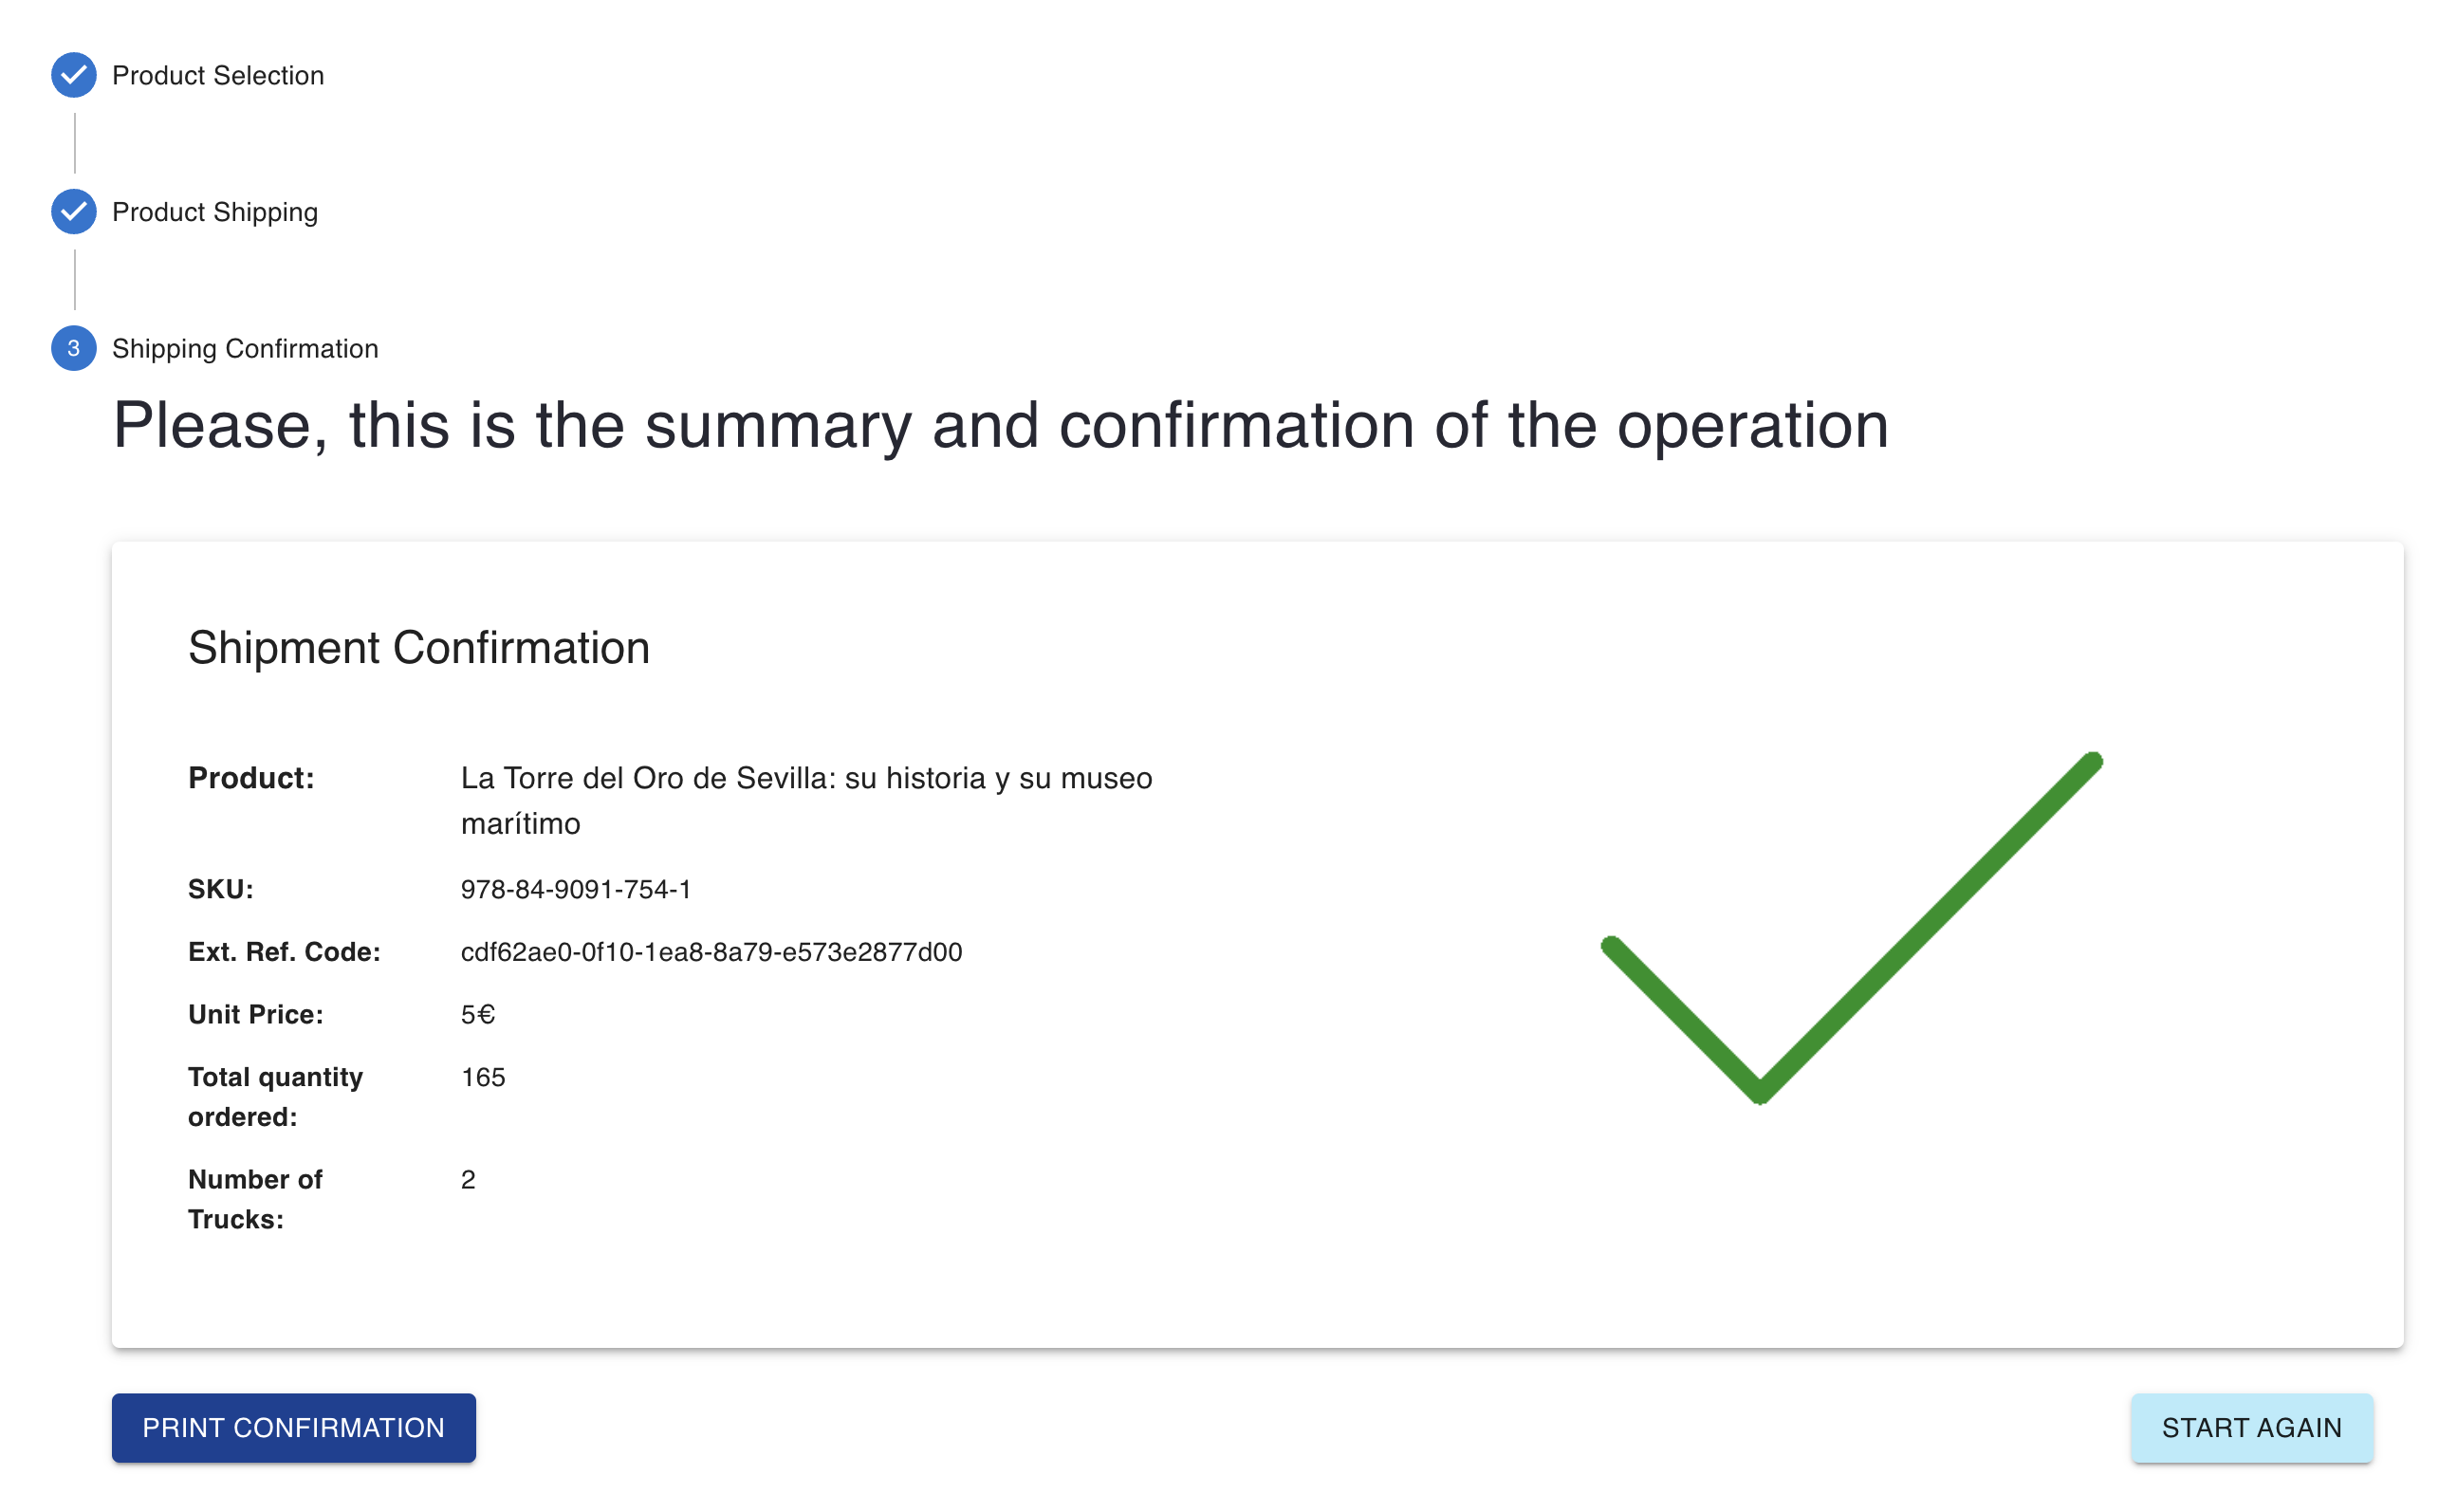 Product Selection
Product Shipping
3 Shipping Confirmation
Please, this is the summary and confirmation of the operation
Shipment Confirmation
Product: La Torre del Oro de Sevilla: su historia y su museo
marítimo
SKU: 978-84-9091-754-1
Ext. Ref. Code: cdf62ae0-0f10-1ea8-8a79-e573e2877d00
Unit Price: 5€
Total quantity 165
ordered:
Number of 2
Trucks:
PRINT CONFIRMATION START AGAIN